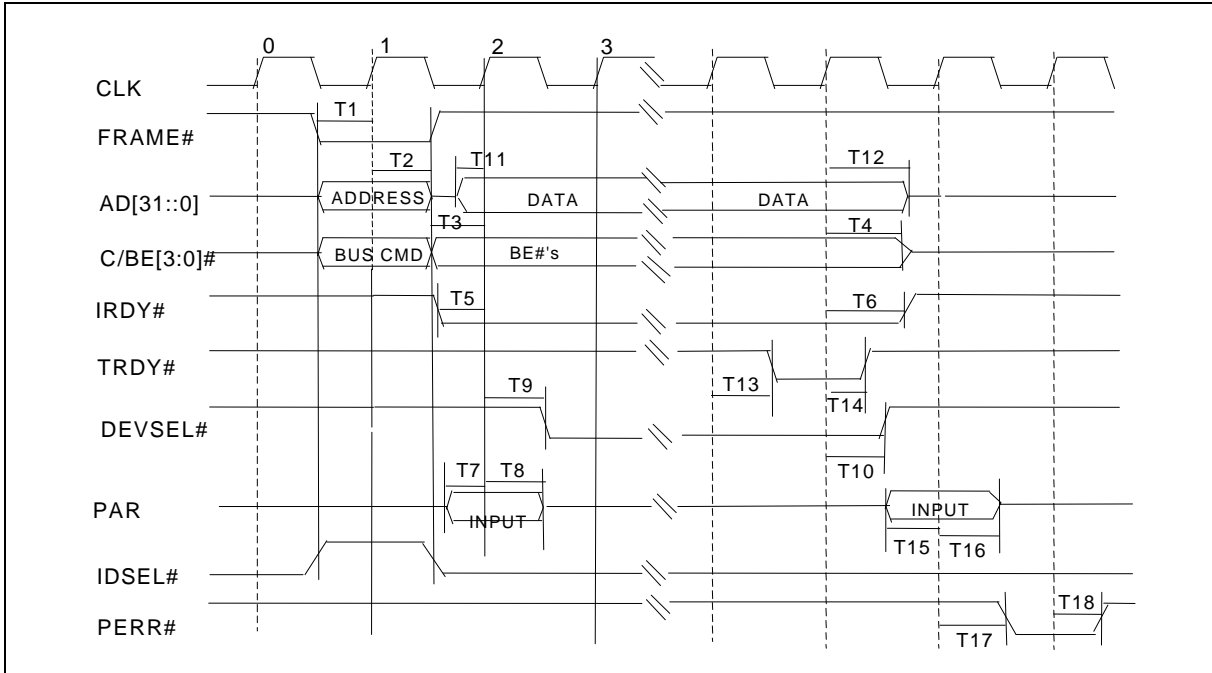 0 1 2 3
CLK
T1
FRAME#
T2 T11 T12
AD[31::0] ADDRESS DATA DATA
T3 T4
C/BE[3:0]# BUS CMD BE#'s
IRDY# T5 T6
TRDY#
T9 T13 T14
DEVSEL#
T7 T8 T10
PAR INPUT INPUT
T15 T16
IDSEL#
T18
PERR# T17